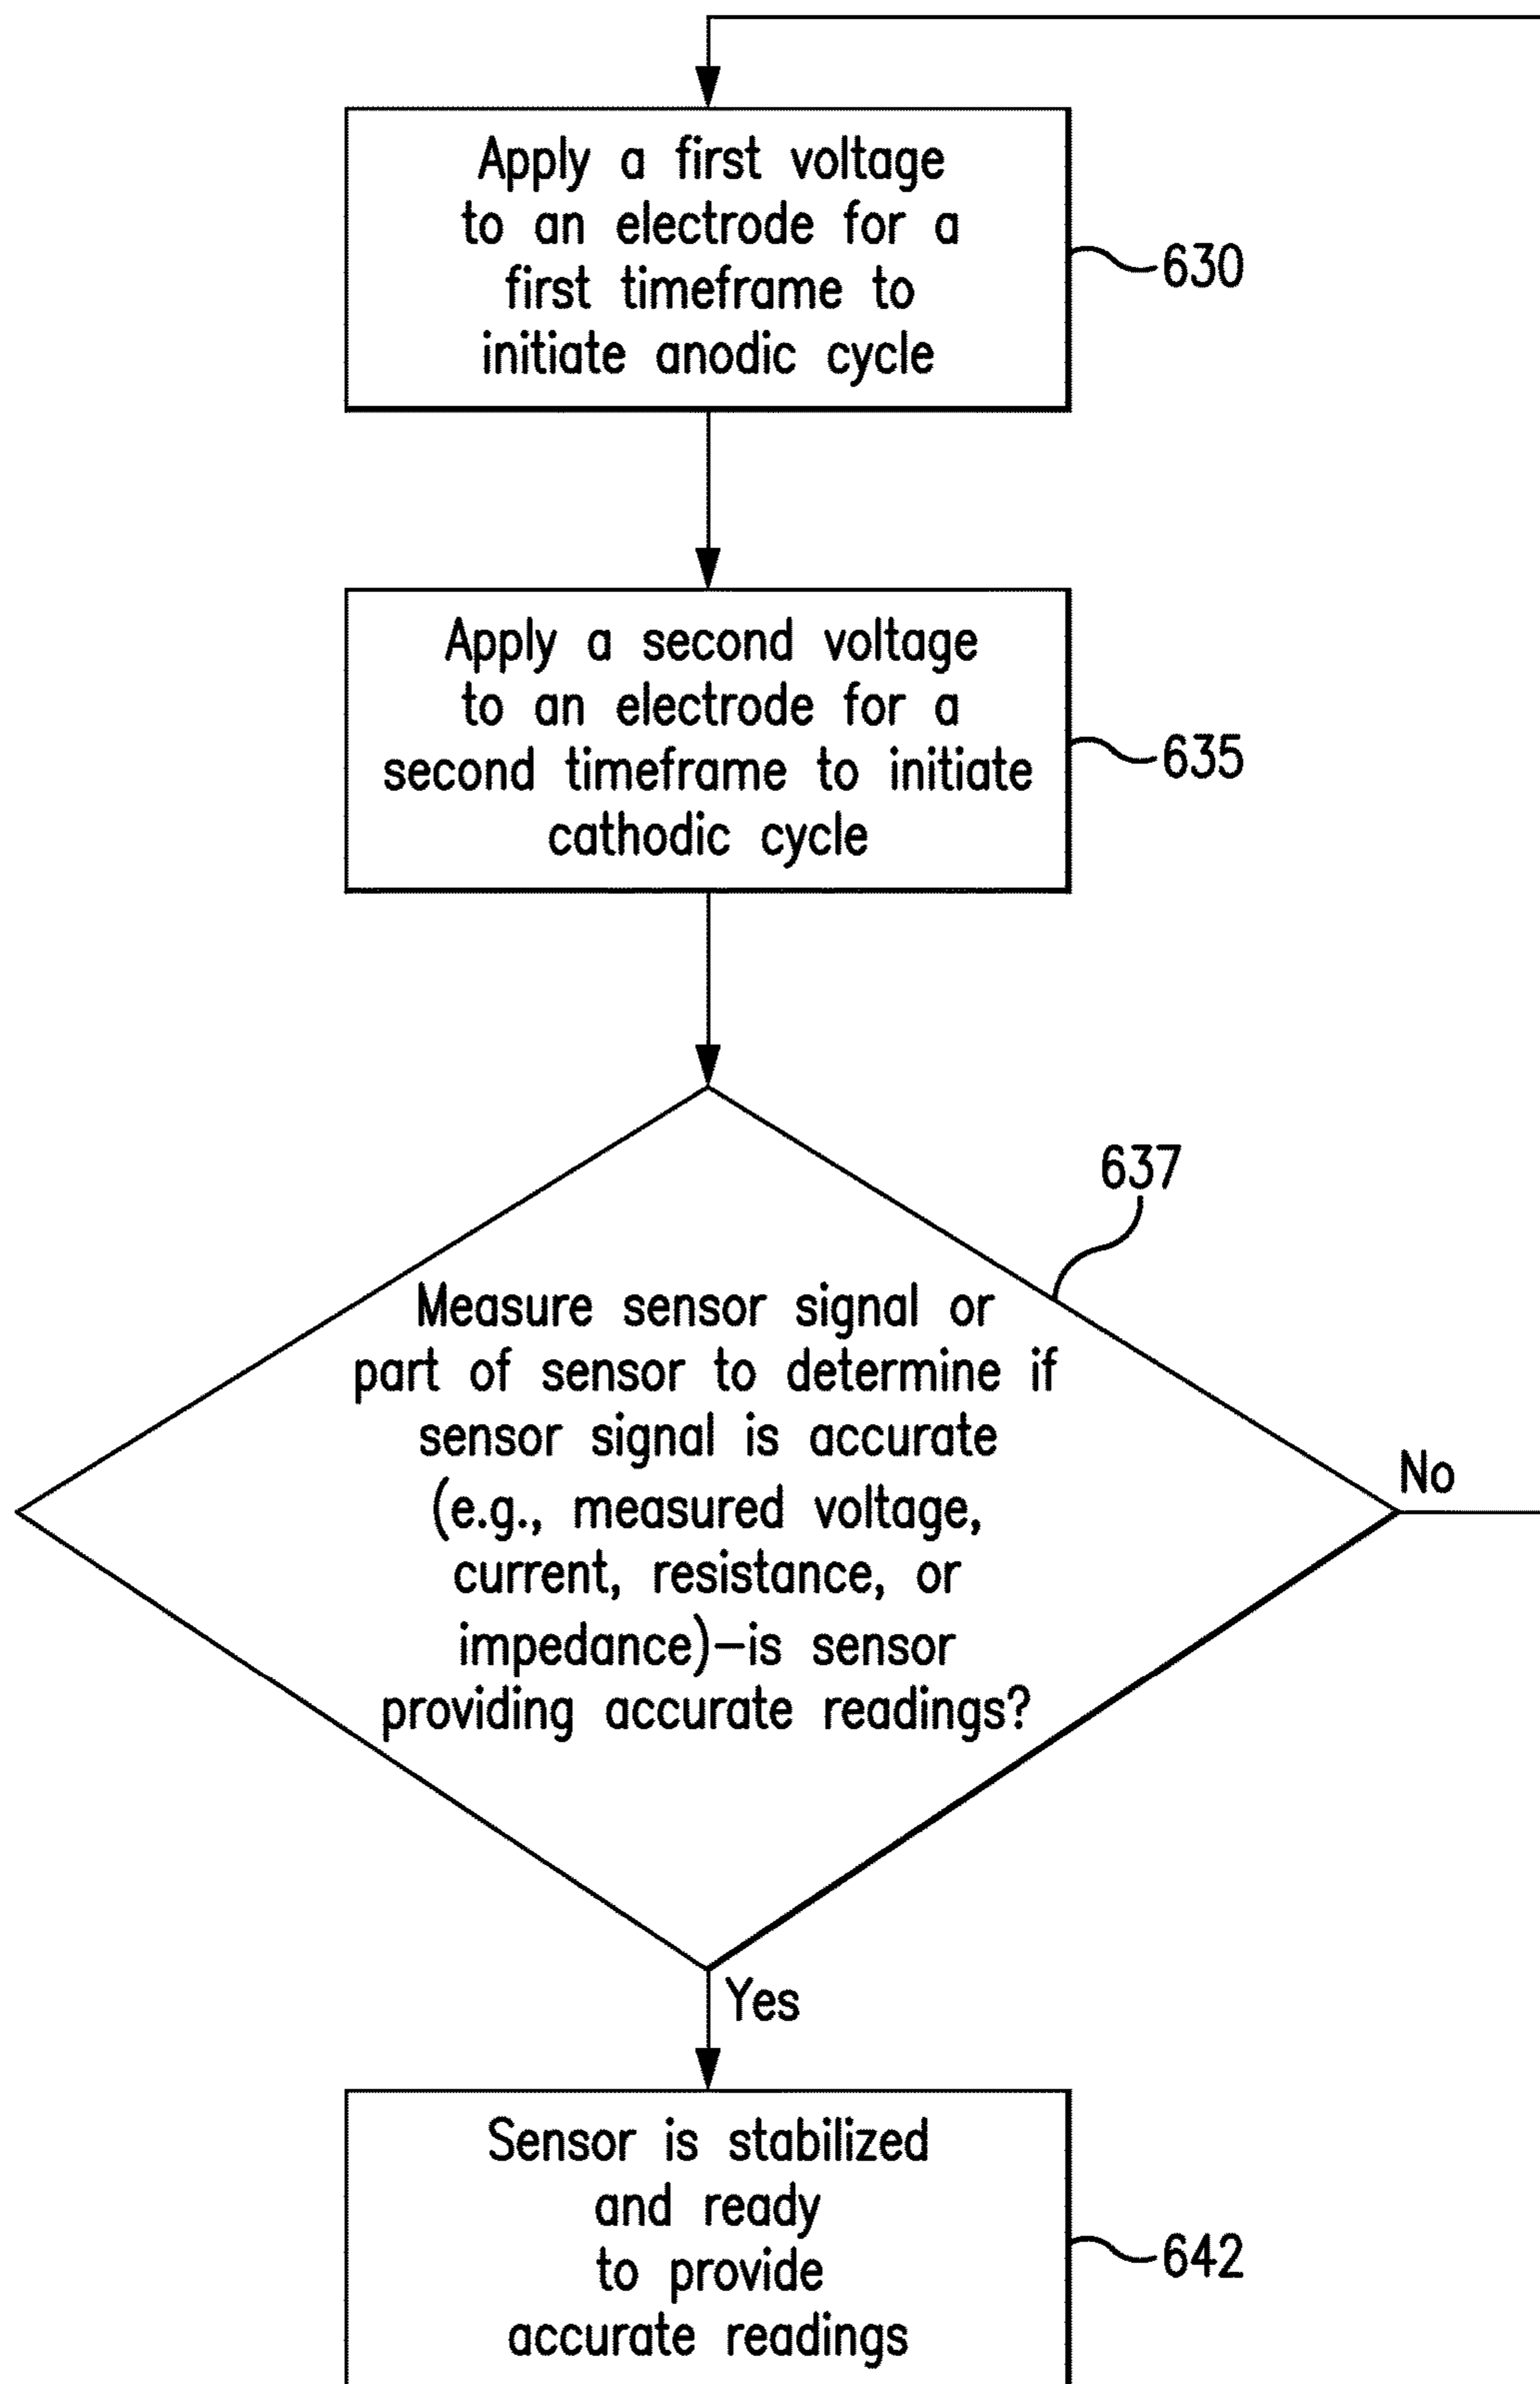 Apply a first voltage
to an electrode for a
first timeframe to
initiate anodic cycle
630
Apply a second voltage
to an electrode for a
second timeframe to initiate
cathodic cycle
635
637
Measure sensor signal or
part of sensor to determine if
sensor signal is accurate
(e.g., measured voltage,
current, resistance, or
impedance)–is sensor
providing accurate readings?
No
Yes
Sensor is stabilized
and ready
to provide
accurate readings
642